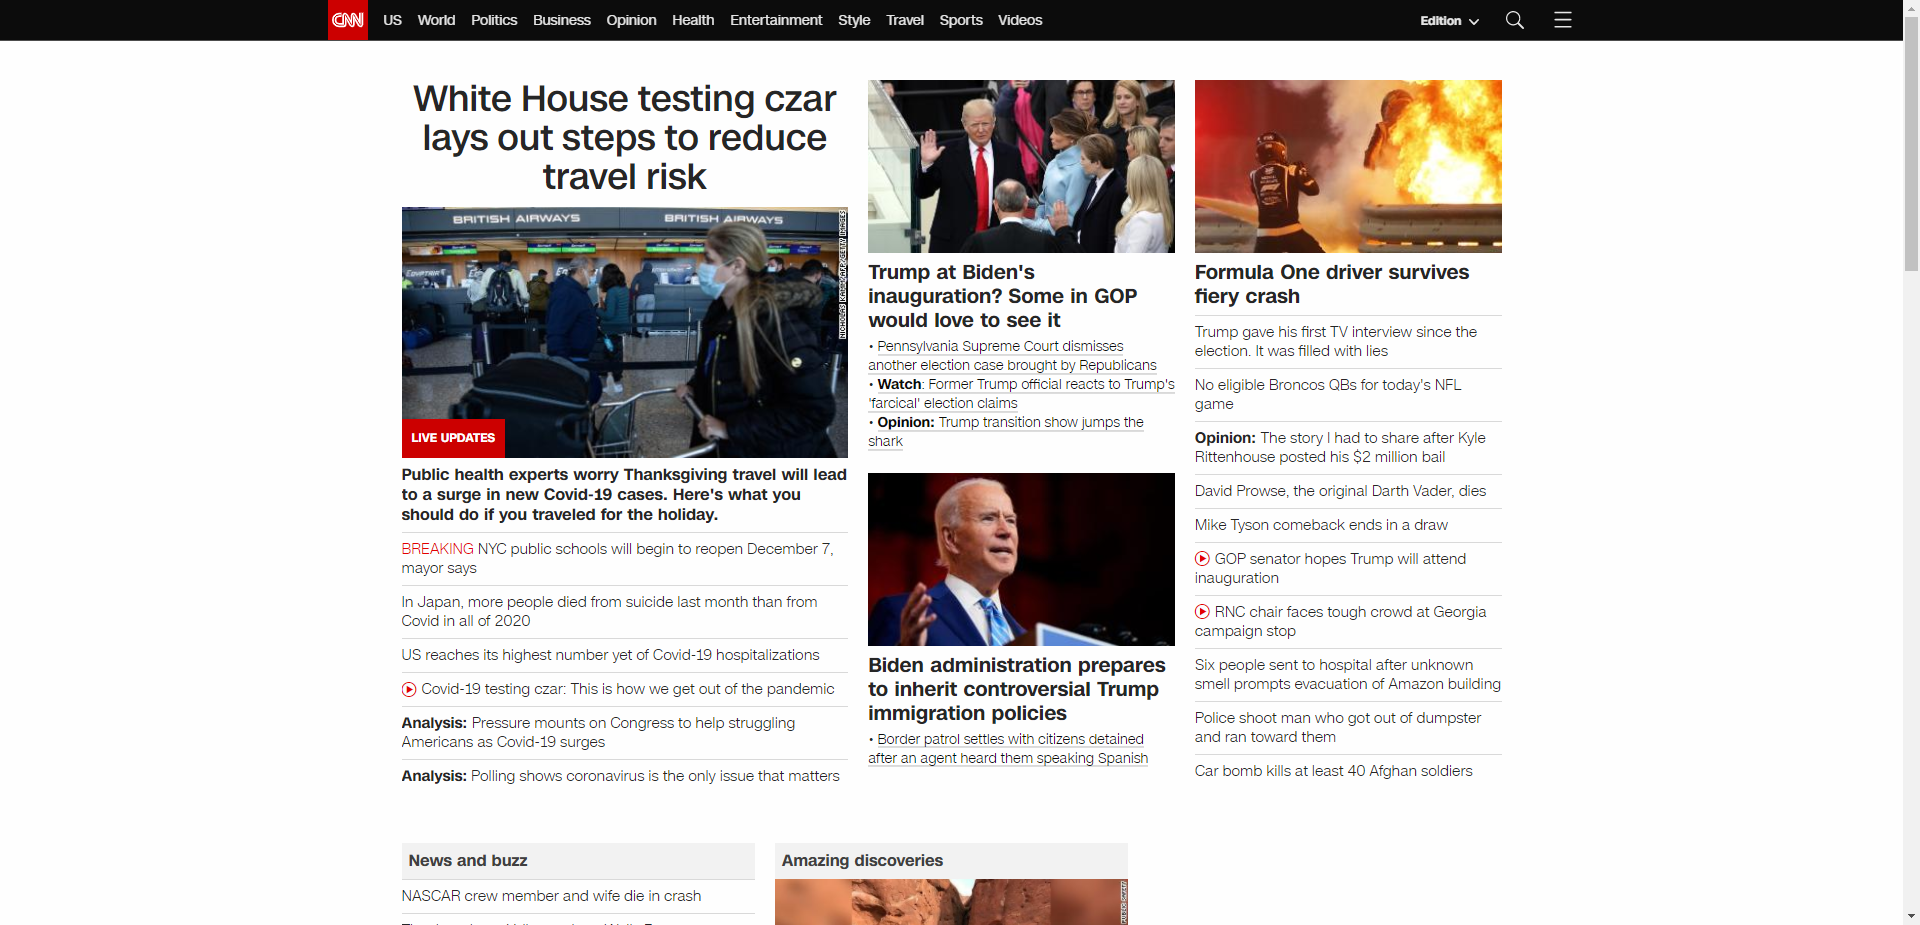 CNN US World Politics Business Opinion Health Entertainment Style Travel Sports Videos Edition
White House testing czar
lays out steps to reduce
travel risk
BRITISH AIRWAYS BRITISH AIRWAYS
EGYPTAIR
NICHOLAS KAMM/AFP/GETTY IMAGES
LIVE UPDATES
Public health experts worry Thanksgiving travel will lead
to a surge in new Covid-19 cases. Here's what you
should do if you traveled for the holiday.
BREAKING NYC public schools will begin to reopen December 7,
mayor says
In Japan, more people died from suicide last month than from
Covid in all of 2020
US reaches its highest number yet of Covid-19 hospitalizations
Covid-19 testing czar: This is how we get out of the pandemic
Analysis: Pressure mounts on Congress to help struggling
Americans as Covid-19 surges
Analysis: Polling shows coronavirus is the only issue that matters
Trump at Biden's
inauguration? Some in GOP
would love to see it
• Pennsylvania Supreme Court dismisses
another election case brought by Republicans
• Watch: Former Trump official reacts to Trump's
'farcical' election claims
• Opinion: Trump transition show jumps the
shark
Biden administration prepares
to inherit controversial Trump
immigration policies
• Border patrol settles with citizens detained
after an agent heard them speaking Spanish
Formula One driver survives
fiery crash
Trump gave his first TV interview since the
election. It was filled with lies
No eligible Broncos QBs for today's NFL
game
Opinion: The story I had to share after Kyle
Rittenhouse posted his $2 million bail
David Prowse, the original Darth Vader, dies
Mike Tyson comeback ends in a draw
GOP senator hopes Trump will attend
inauguration
RNC chair faces tough crowd at Georgia
campaign stop
Six people sent to hospital after unknown
smell prompts evacuation of Amazon building
Police shoot man who got out of dumpster
and ran toward them
Car bomb kills at least 40 Afghan soldiers
News and buzz
NASCAR crew member and wife die in crash
Amazing discoveries